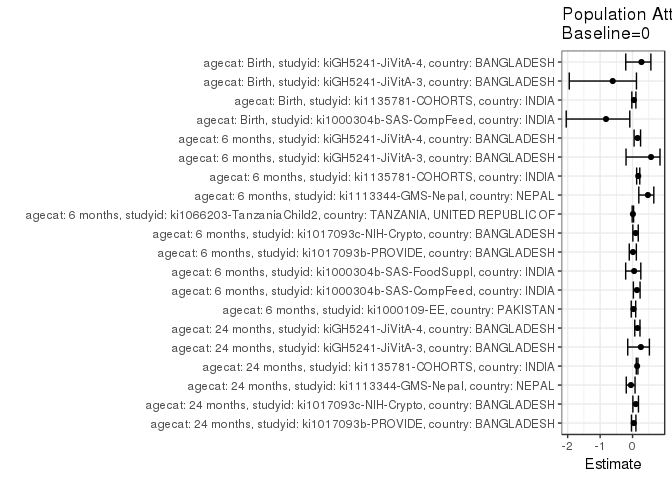 Population Att
Baseline=0
agecat: Birth, studyid: kiGH5241-JiVitA-4, country: BANGLADESH
agecat: Birth, studyid: kiGH5241-JiVitA-3, country: BANGLADESH
agecat: Birth, studyid: ki1135781-COHORTS, country: INDIA
agecat: Birth, studyid: ki1000304b-SAS-CompFeed, country: INDIA
agecat: 6 months, studyid: kiGH5241-JiVitA-4, country: BANGLADESH
agecat: 6 months, studyid: kiGH5241-JiVitA-3, country: BANGLADESH
agecat: 6 months, studyid: ki1135781-COHORTS, country: INDIA
agecat: 6 months, studyid: ki1113344-GMS-Nepal, country: NEPAL
agecat: 6 months, studyid: ki1066203-TanzaniaChild2, country: TANZANIA, UNITED REPUBLIC OF
agecat: 6 months, studyid: ki1017093c-NIH-Crypto, country: BANGLADESH
agecat: 6 months, studyid: ki1017093b-PROVIDE, country: BANGLADESH
agecat: 6 months, studyid: ki1000304b-SAS-FoodSuppl, country: INDIA
agecat: 6 months, studyid: ki1000304b-SAS-CompFeed, country: INDIA
agecat: 6 months, studyid: ki1000109-EE, country: PAKISTAN
agecat: 24 months, studyid: kiGH5241-JiVitA-4, country: BANGLADESH
agecat: 24 months, studyid: kiGH5241-JiVitA-3, country: BANGLADESH
agecat: 24 months, studyid: ki1135781-COHORTS, country: INDIA
agecat: 24 months, studyid: ki1113344-GMS-Nepal, country: NEPAL
agecat: 24 months, studyid: ki1017093c-NIH-Crypto, country: BANGLADESH
agecat: 24 months, studyid: ki1017093b-PROVIDE, country: BANGLADESH
-2 -1 0
Estimate